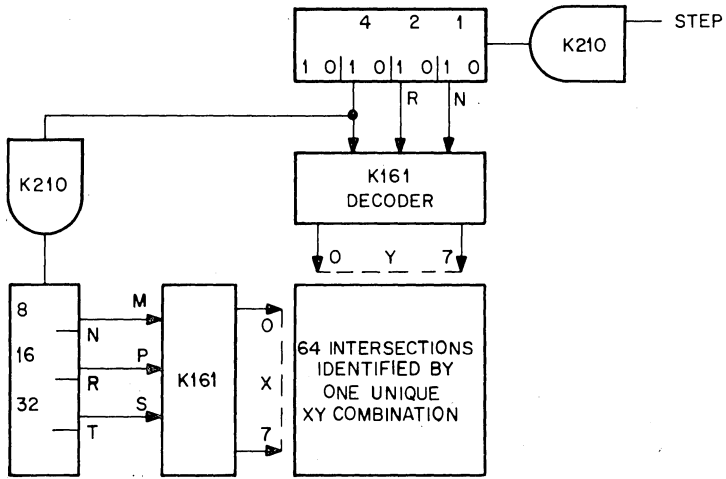 4 2 1
STEP
K210
1 0 1 0 1 0 1 0
R N
K210
K161
DECODER
0 Y 7
8
M
N
16
P
R
32
S
T
K161
0
X
7
64 INTERSECTIONS
IDENTIFIED BY
ONE UNIQUE
XY COMBINATION